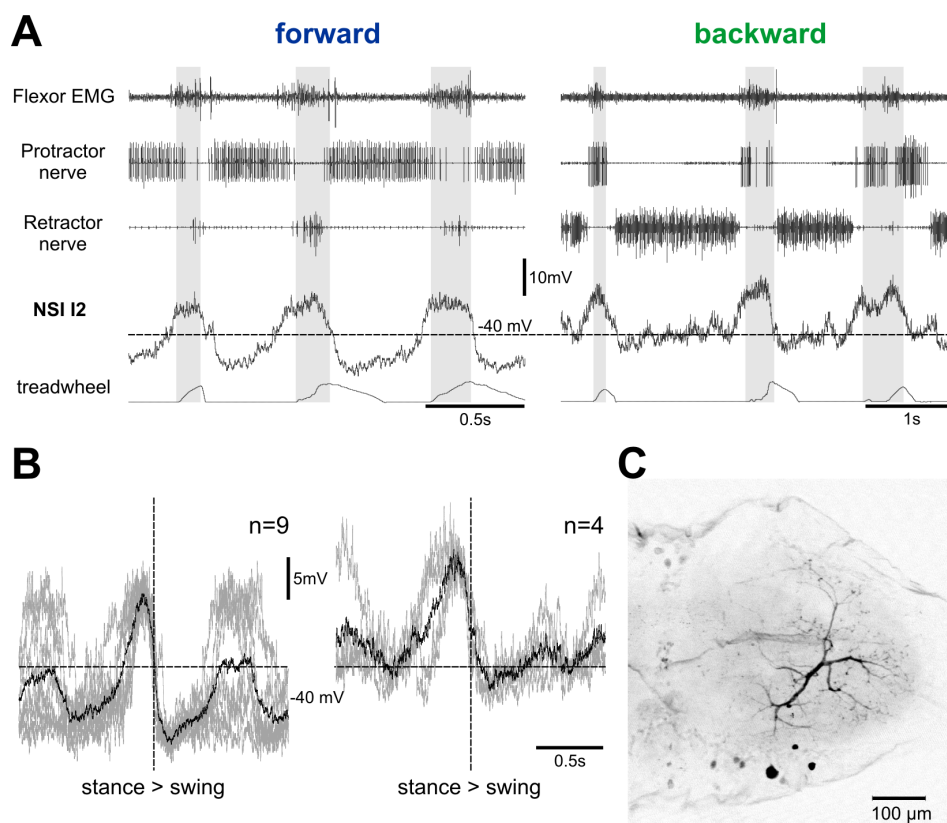 A
forward
backward
Flexor EMG
Protractor
nerve
Retractor
nerve
10mV
NSI I2
-40 mV
treadwheel
0.5s
1s
B
n=9
n=4
5mV
-40 mV
0.5s
stance > swing
stance > swing
C
100 µm